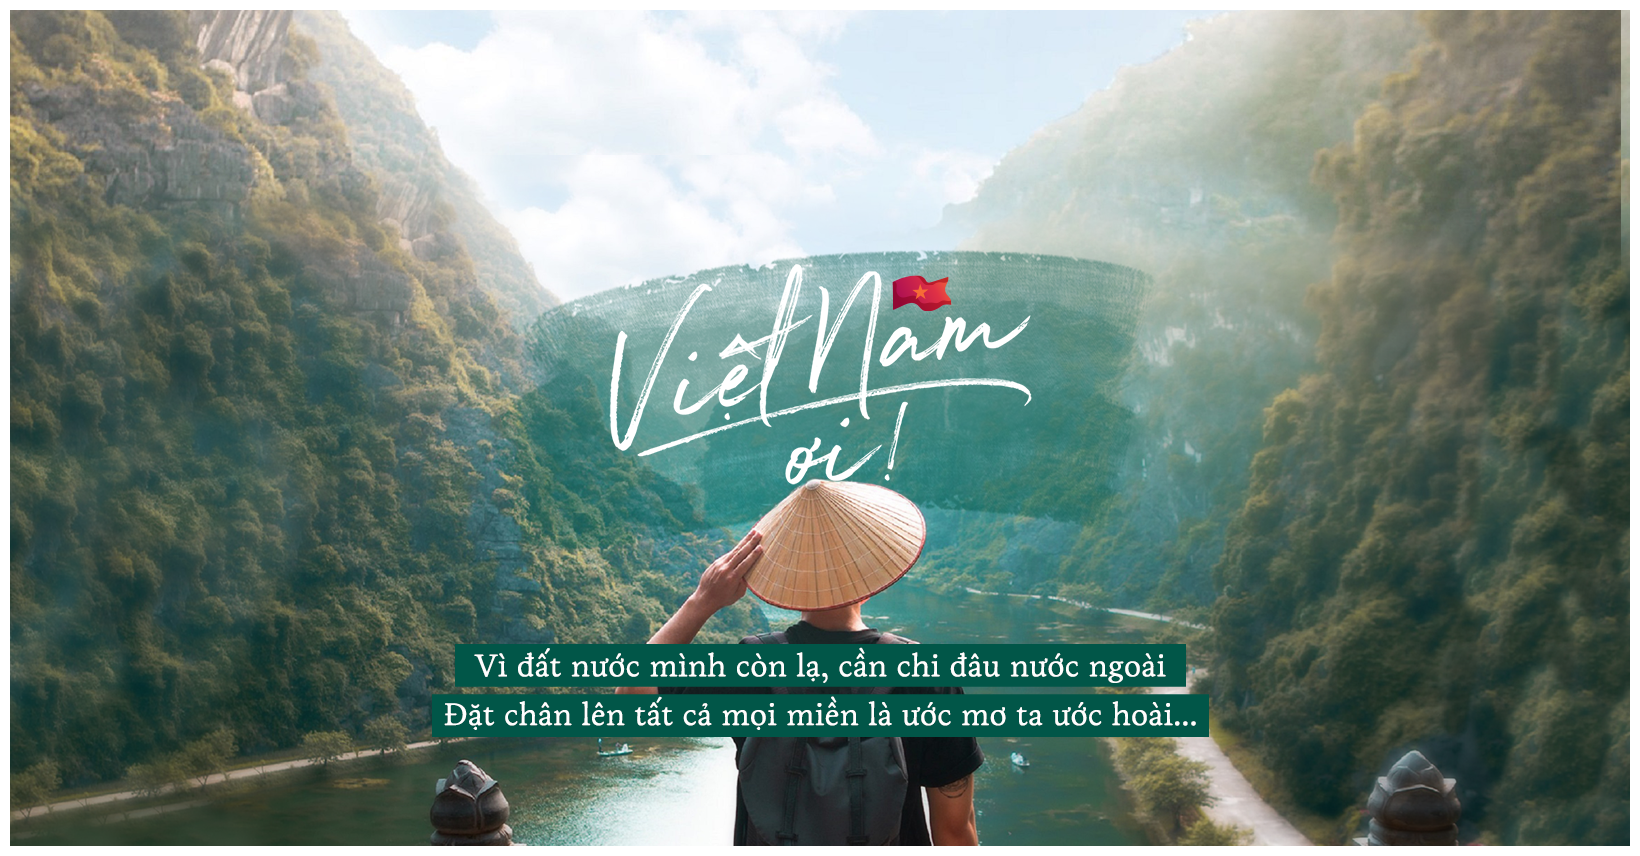 Việt Nam
ơi!
Vì đất nước mình còn lạ, cần chi đâu nước ngoài
Đặt chân lên tất cả mọi miền là ước mơ ta ước hoài...